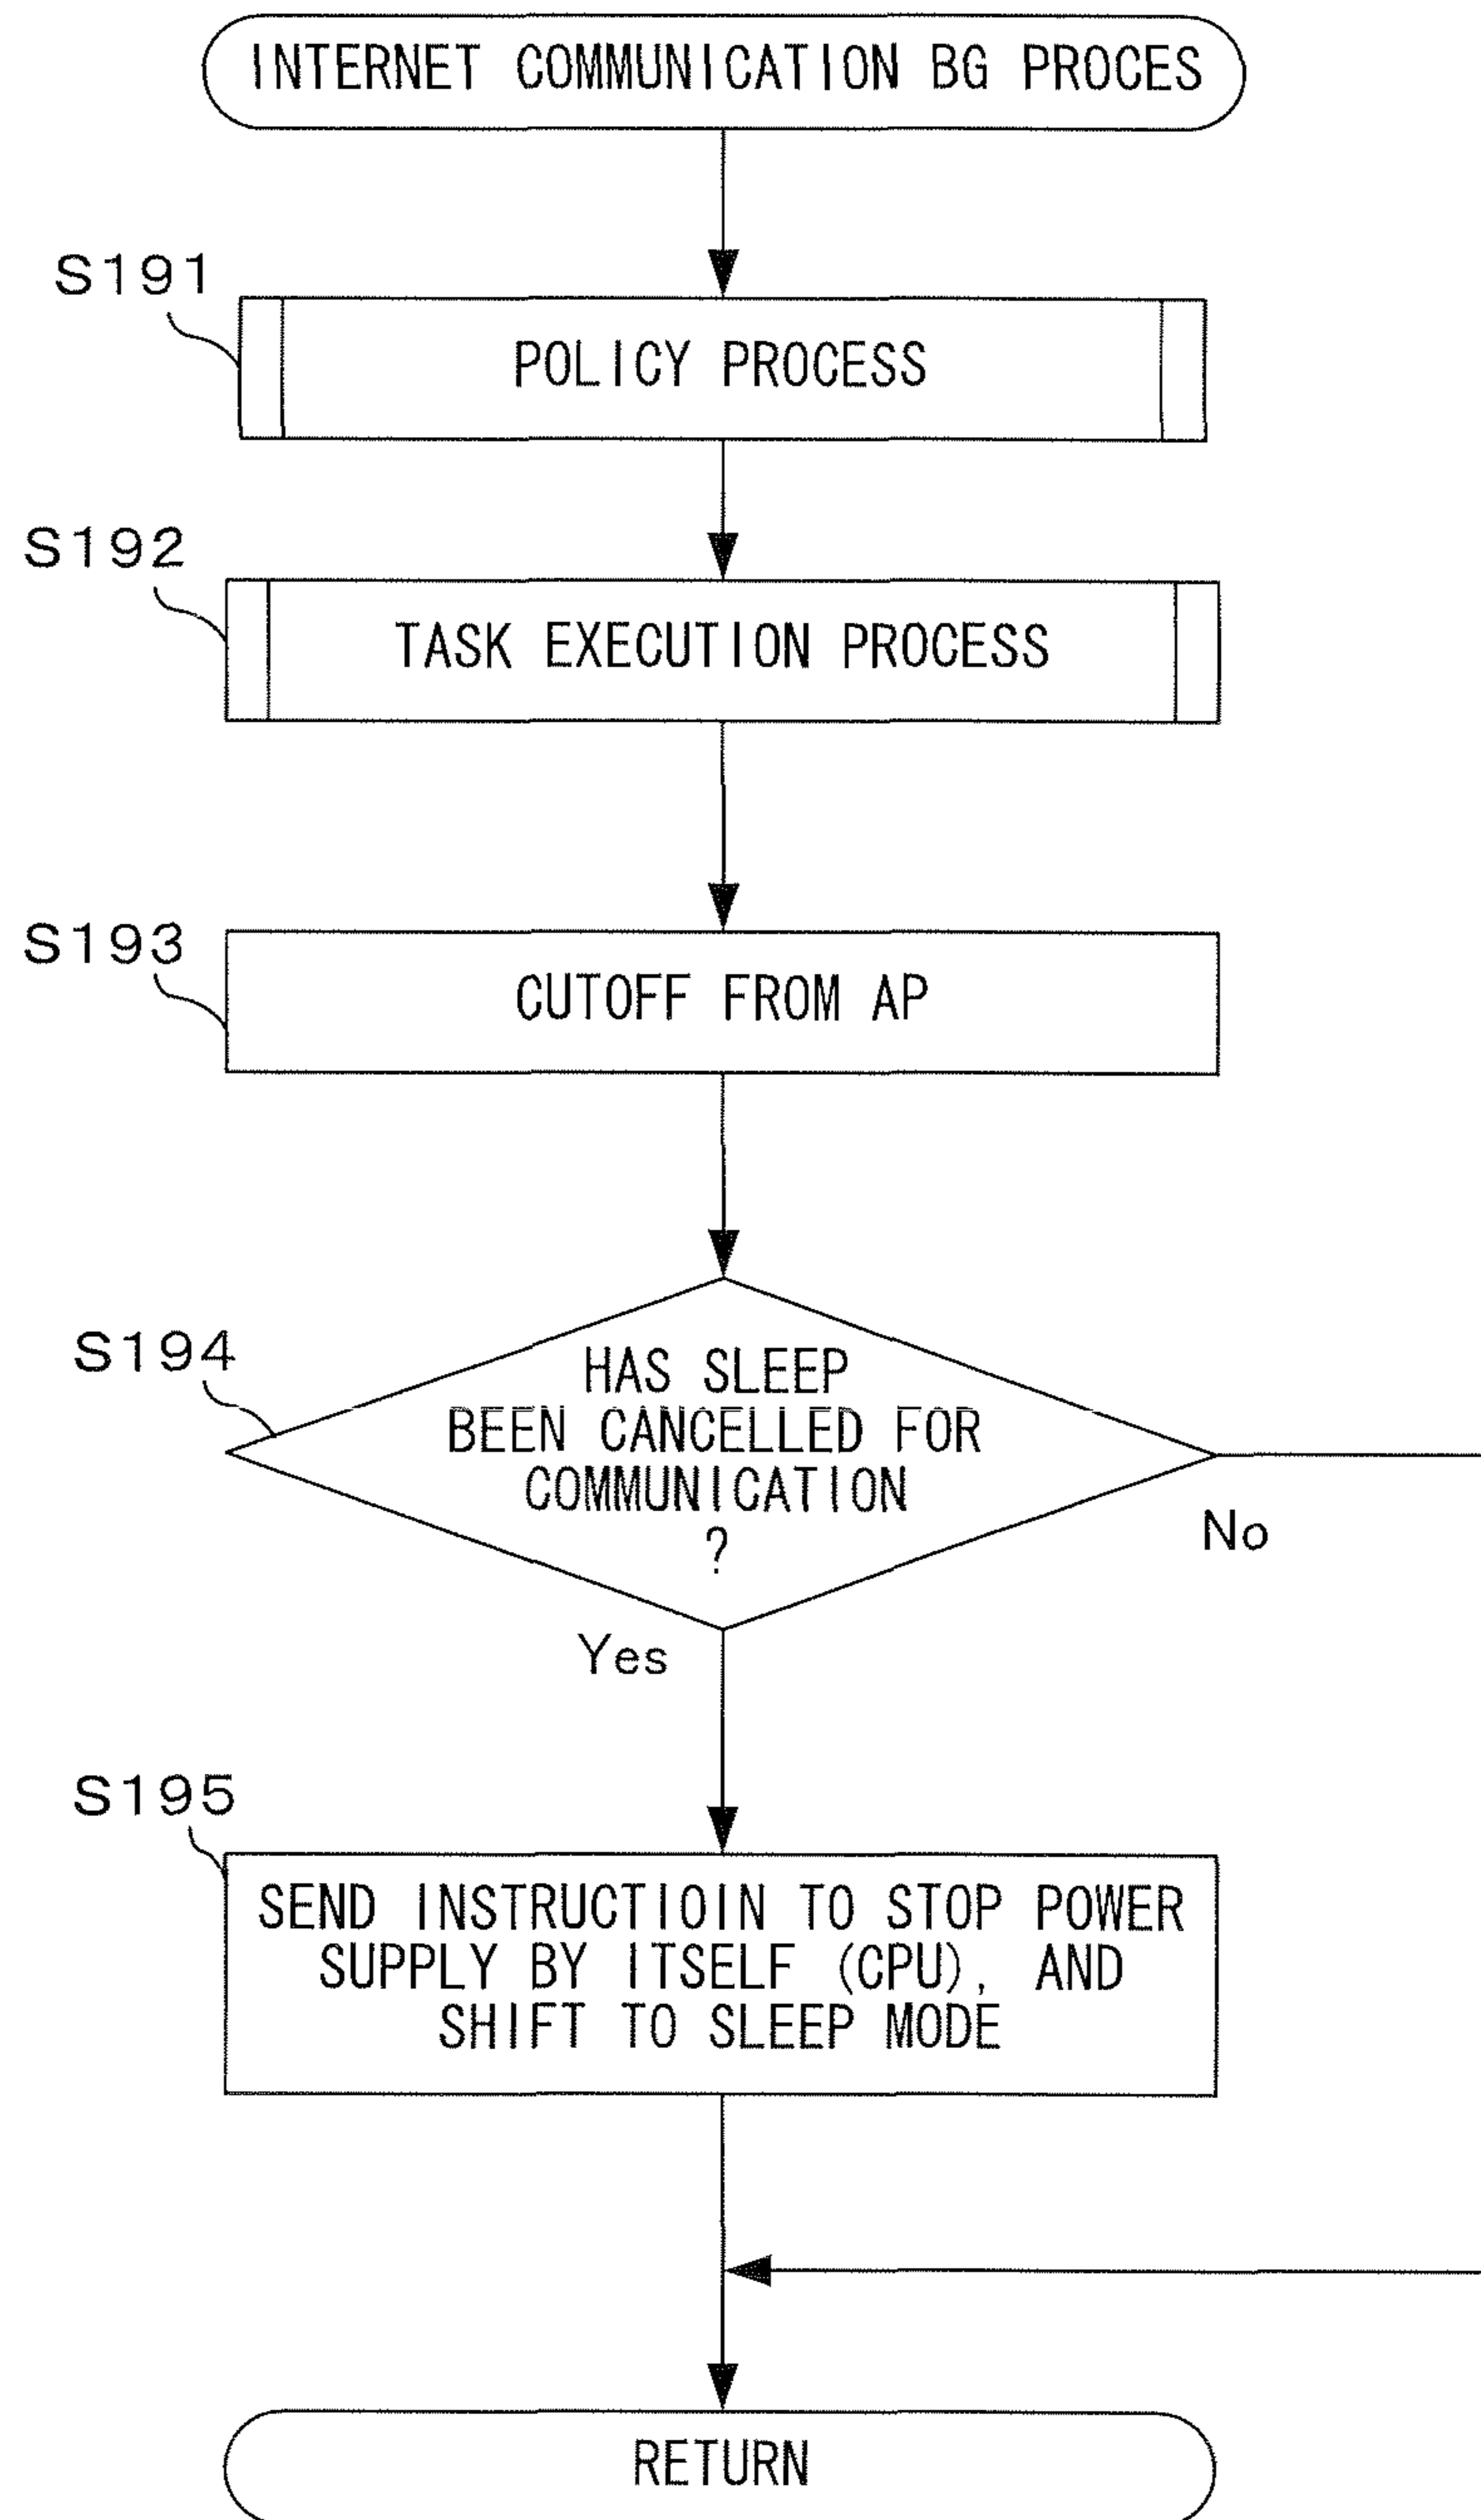 INTERNET COMMUNICATION BG PROCES
S191
POLICY PROCESS
S192
TASK EXECUTION PROCESS
S193
CUTOFF FROM AP
S194
HAS SLEEP
BEEN CANCELLED FOR
COMMUNICATION
?
No
Yes
S195
SEND INSTRUCTIOIN TO STOP POWER
SUPPLY BY ITSELF (CPU), AND
SHIFT TO SLEEP MODE
RETURN